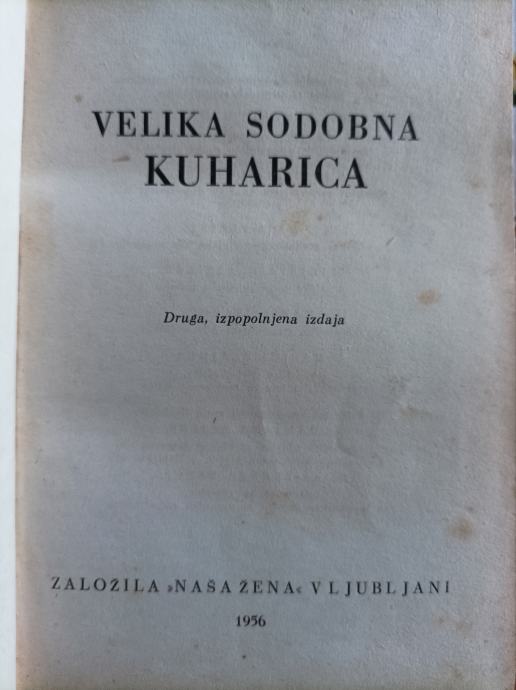 VELIKA SODOBNA
KUHARICA
Druga, izpopolnjena izdaja
ZALOŽILA »NAŠA ŽENA« V LJUBLJANI
1956